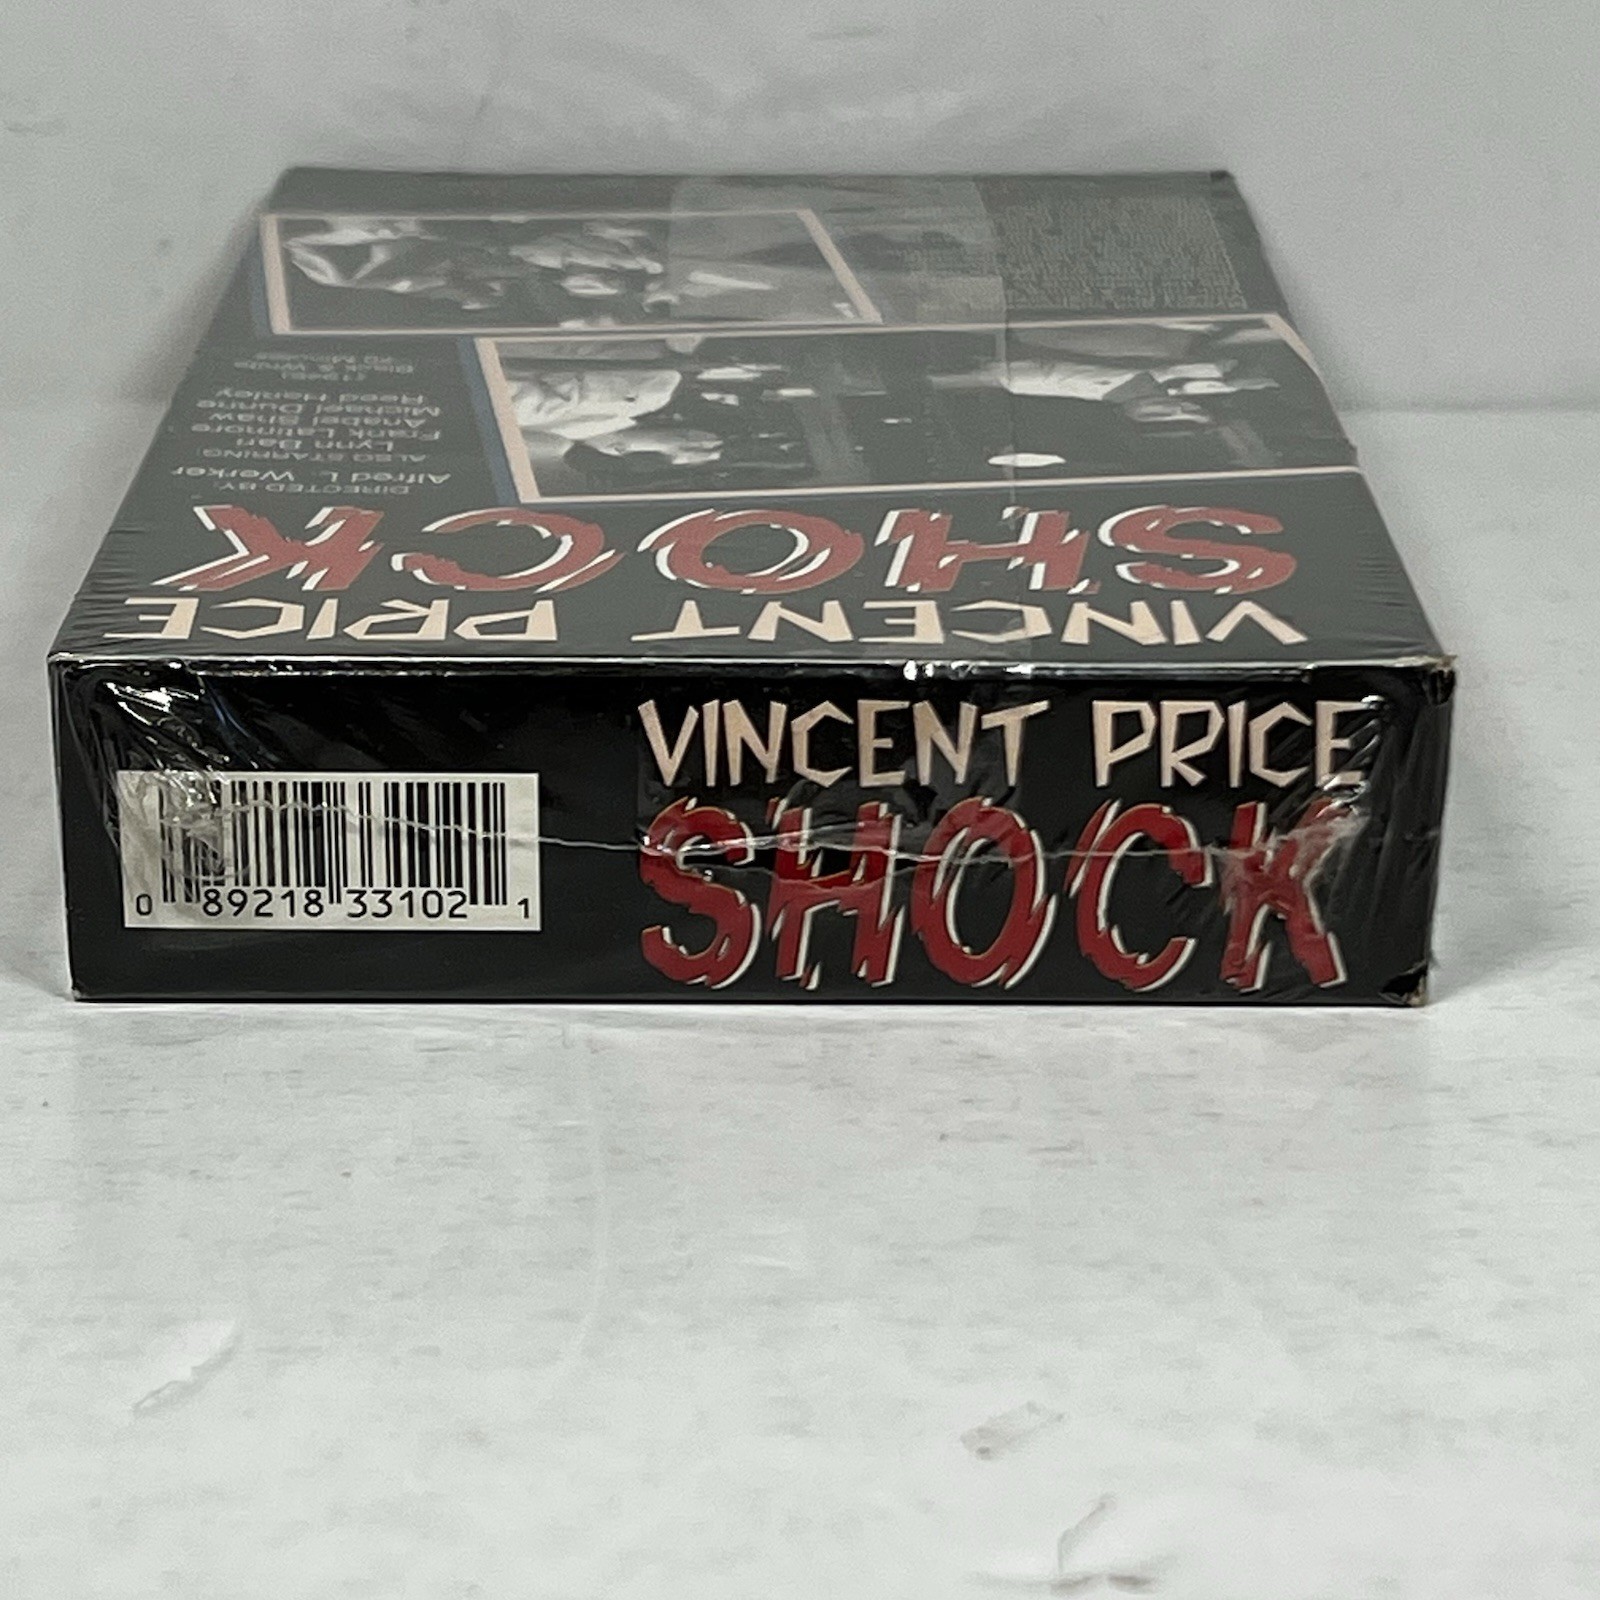 VINCENT PRICE
SHOCK
DIRECTED BY:
Alfred L. Werker
ALSO STARRING:
Lynn Bari
Frank Latimore
Anabel Shaw
Michael Dunne
Reed Hanley
(1946)
Black & White
70 Minutes
VINCENT PRICE
SHOCK
0 89218 33102 1